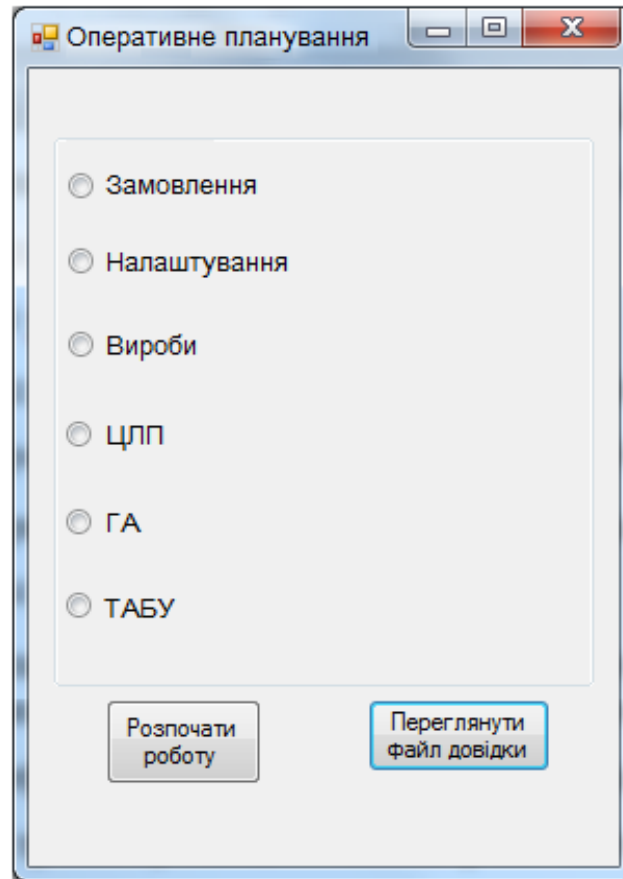 Оперативне планування
Замовлення
Налаштування
Вироби
ЦЛП
ГА
ТАБУ
Розпочати
роботу
Переглянути
файл довідки